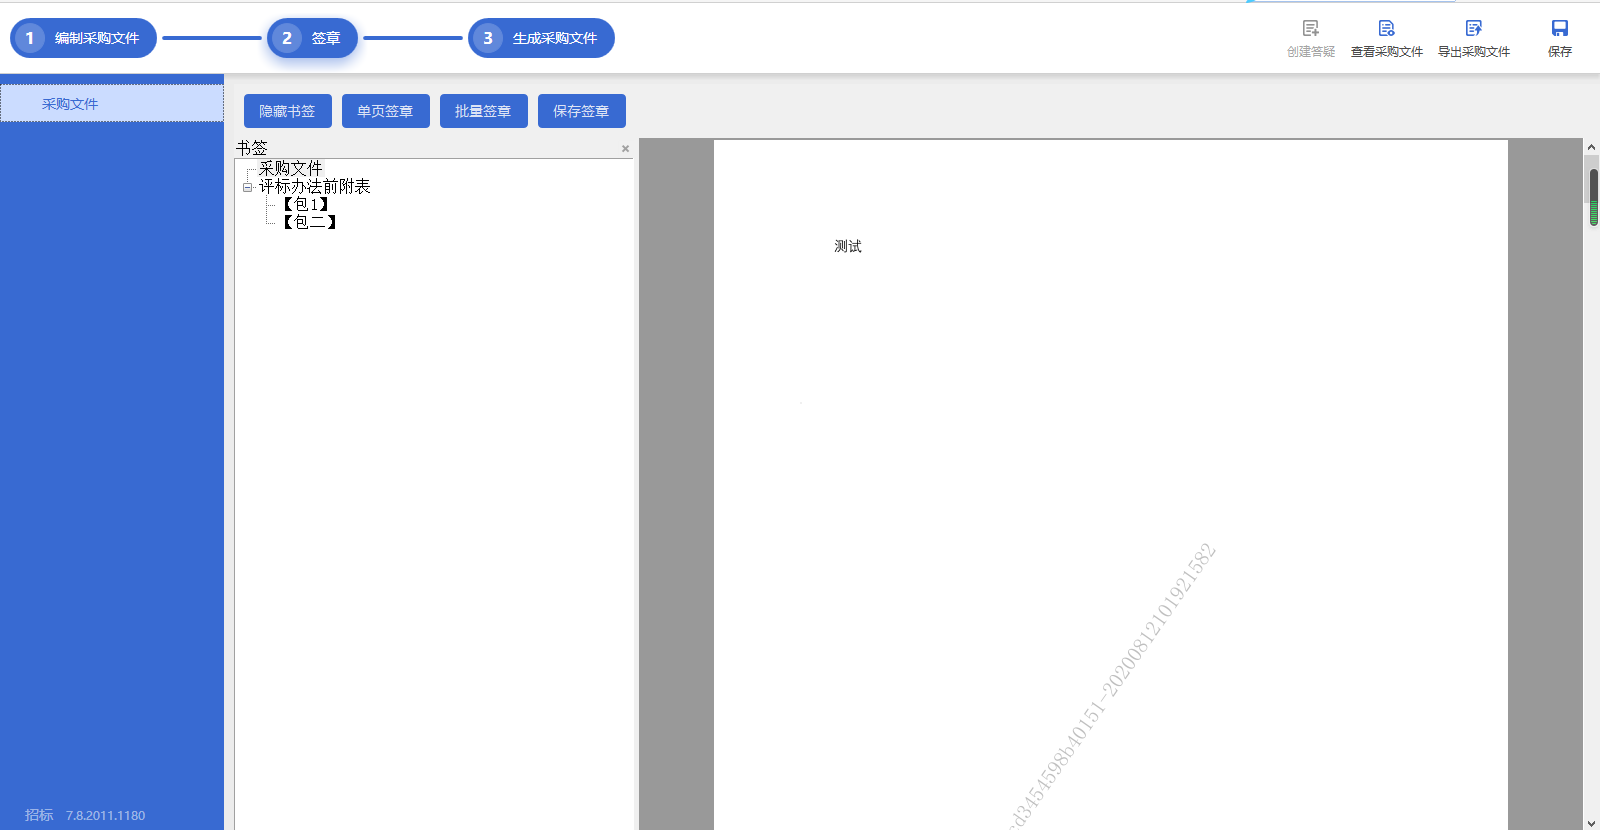 1 编制采购文件 2 签章 3 生成采购文件
创建答疑 查看采购文件 导出采购文件 保存
采购文件
隐藏书签 单页签章 批量签章 保存签章
书签
采购文件
评标办法前附表
【包1】
【包二】
测试
d3454598b40151-20200812101921582
招标 7.8.2011.1180